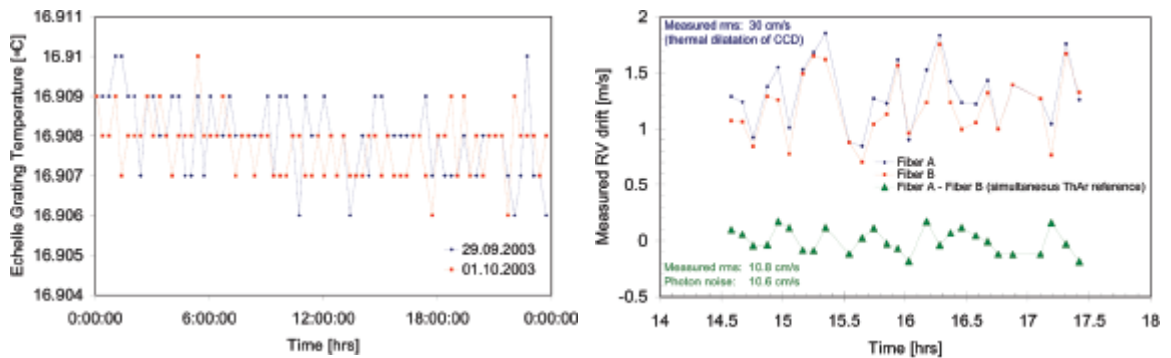 16.911
16.91
16.909
16.908
16.907
16.906
16.905
16.904
Echelle Grating Temperature [°C]
29.09.2003
01.10.2003
0:00:00
6:00:00
12:00:00
18:00:00
0:00:00
Time [hrs]
Measured rms: 30 cm/s
(thermal dilatation of CCD)
2
1.5
1
0.5
0
-0.5
Measured RV drift [m/s]
Fiber A
Fiber B
Fiber A - Fiber B (simultaneous ThAr reference)
Measured rms: 10.8 cm/s
Photon noise: 10.6 cm/s
14
14.5
15
15.5
16
16.5
17
17.5
18
Time [hrs]